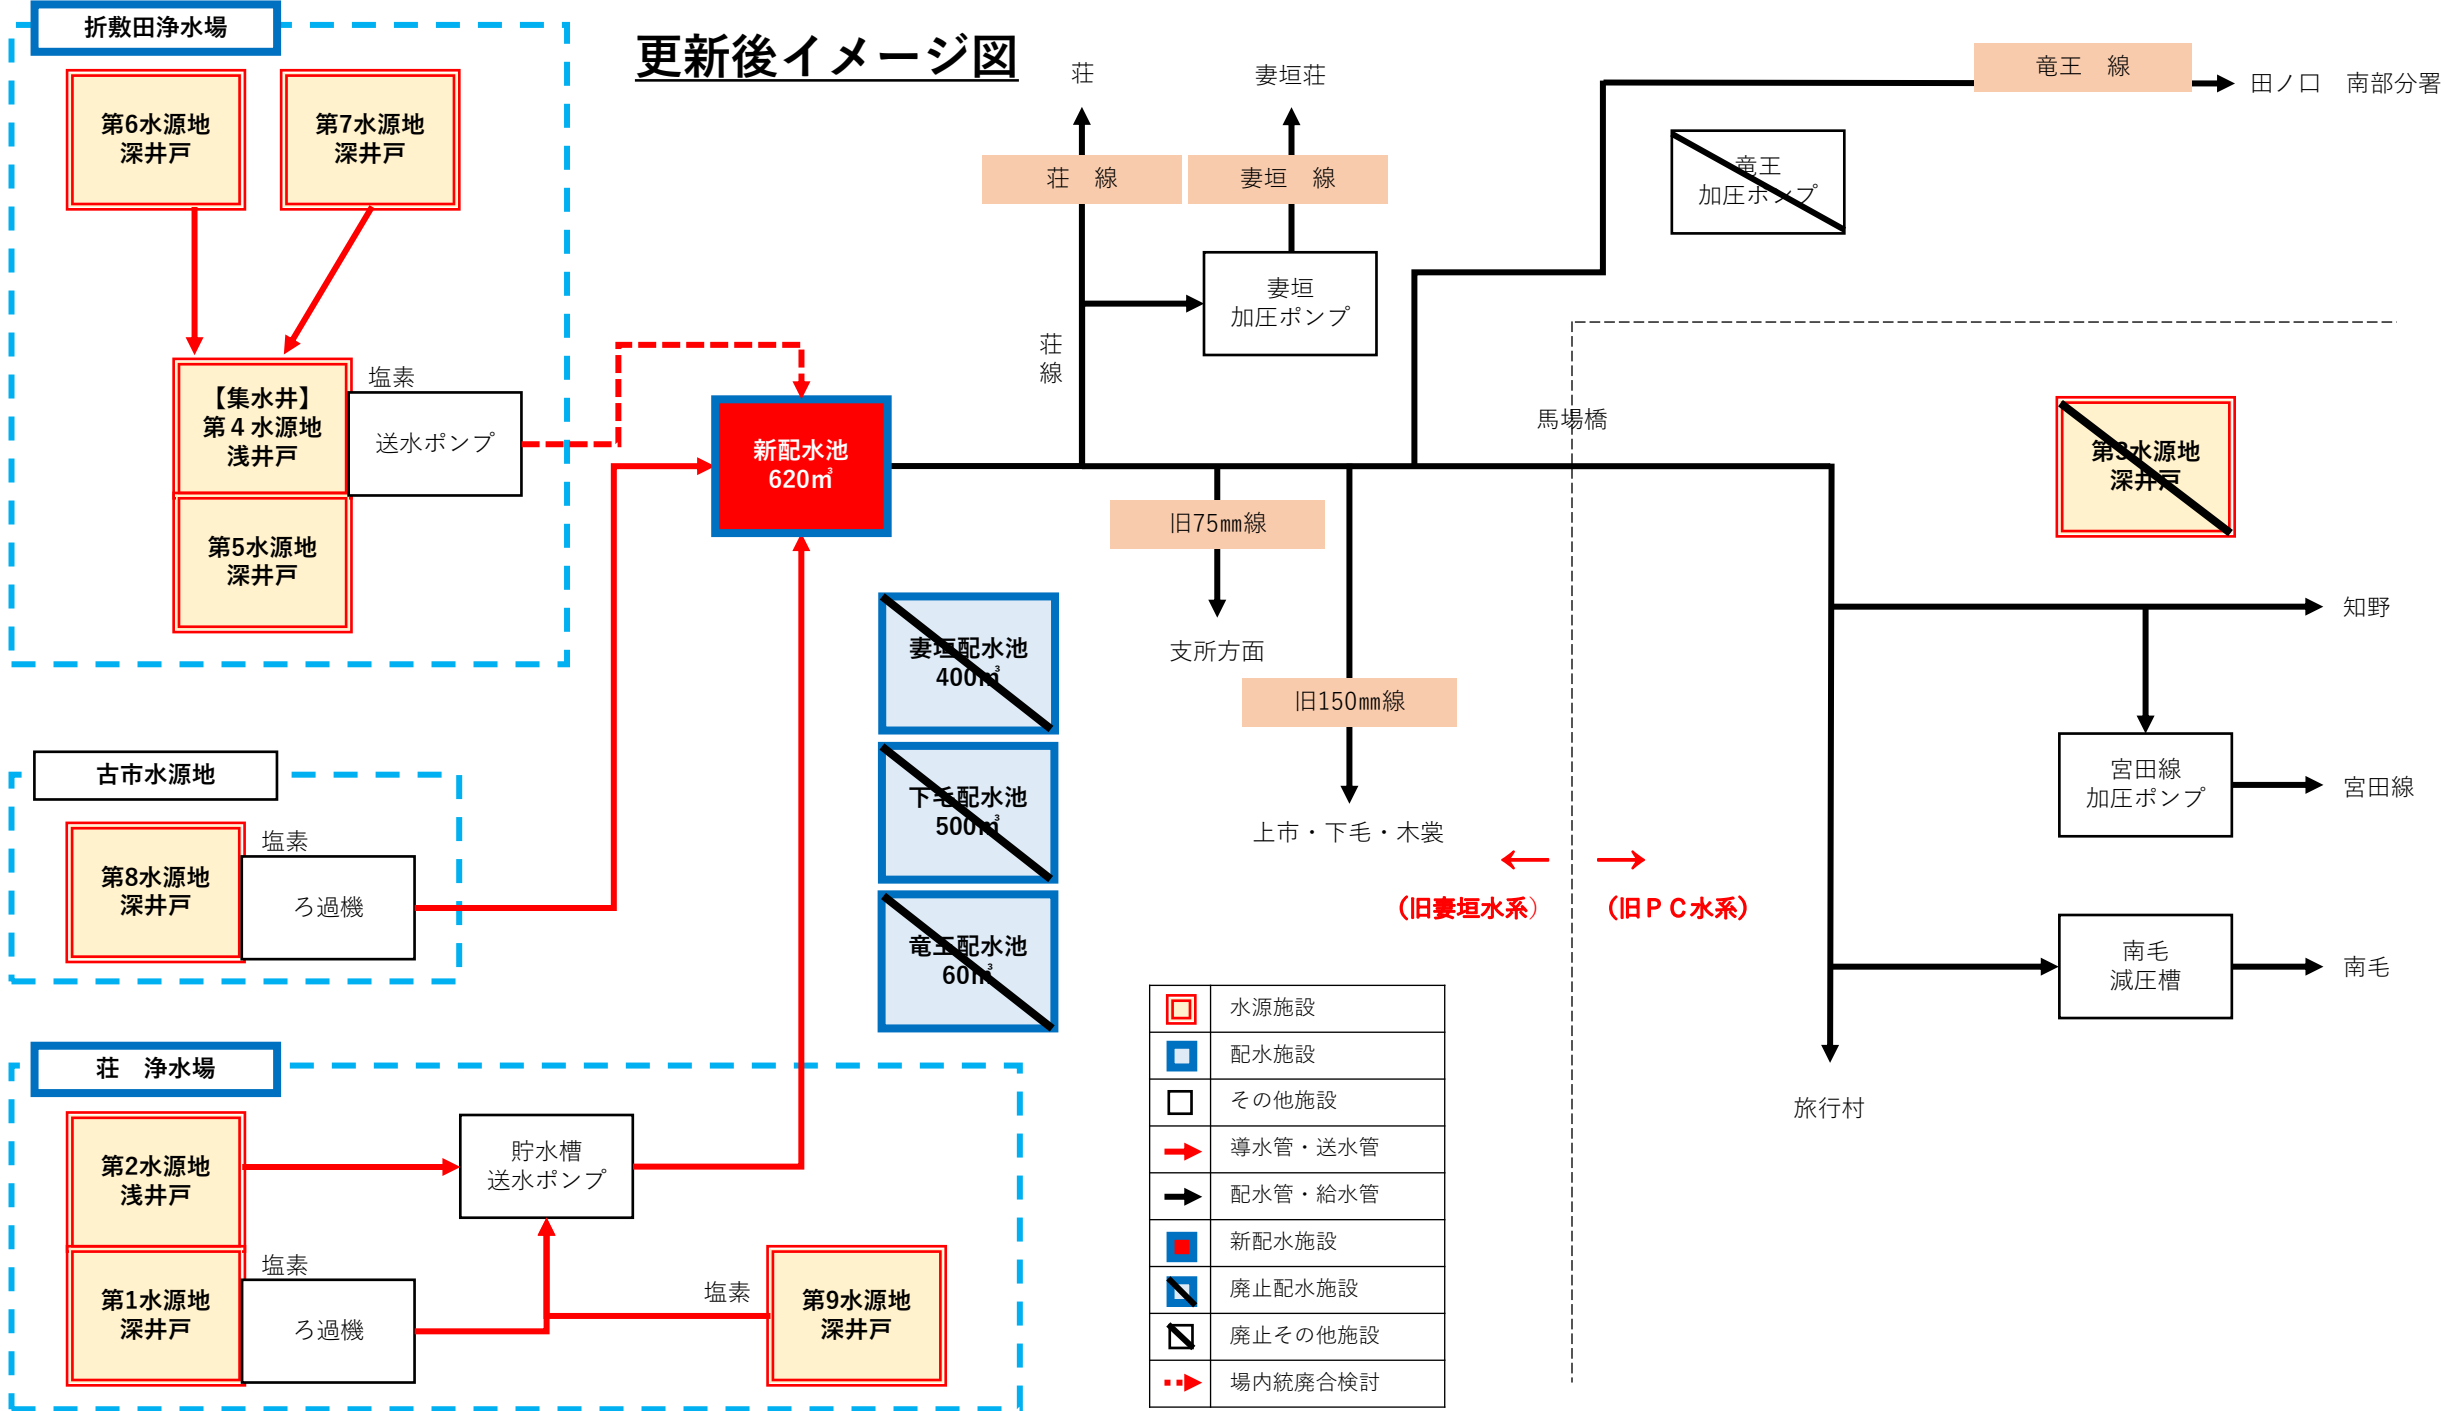 更新後イメージ図
折敷田浄水場
第6水源地
深井戸
第7水源地
深井戸
【集水井】
第４水源地
浅井戸
塩素
送水ポンプ
第5水源地
深井戸
古市水源地
第8水源地
深井戸
塩素
ろ過機
荘　浄水場
第2水源地
浅井戸
貯水槽
送水ポンプ
第1水源地
深井戸
塩素
ろ過機
塩素
第9水源地
深井戸
新配水池
620㎥
妻垣配水池
400㎥
下毛配水池
500㎥
竜王配水池
60㎥
荘
荘　線
妻垣荘
妻垣　線
妻垣
加圧ポンプ
荘
線
竜王　線
田ノ口　南部分署
竜王
加圧ポンプ
馬場橋
第3水源地
深井戸
旧75㎜線
支所方面
旧150㎜線
上市・下毛・木裳
知野
宮田線
加圧ポンプ
宮田線
南毛
減圧槽
南毛
旅行村
（旧妻垣水系）
（旧ＰＣ水系）
水源施設
配水施設
その他施設
導水管・送水管
配水管・給水管
新配水施設
廃止配水施設
廃止その他施設
場内統廃合検討